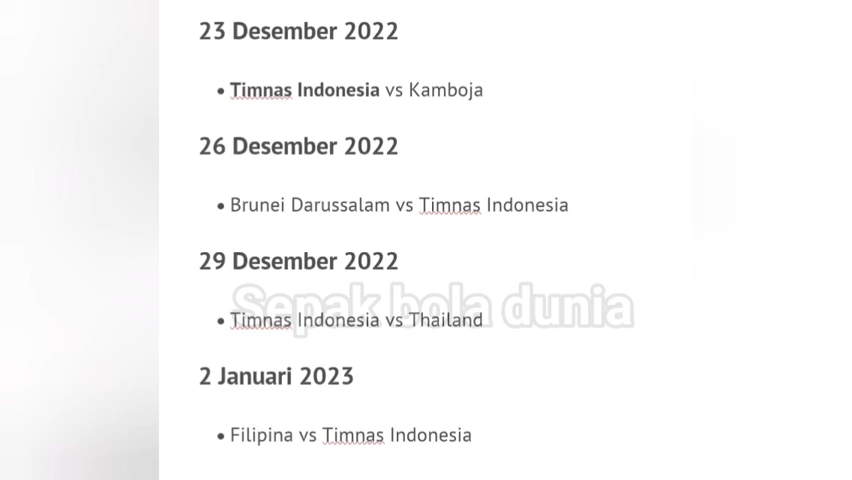 23 Desember 2022
• Timnas Indonesia vs Kamboja
26 Desember 2022
• Brunei Darussalam vs Timnas Indonesia
29 Desember 2022
Sepak bola dunia
• Timnas Indonesia vs Thailand
2 Januari 2023
• Filipina vs Timnas Indonesia